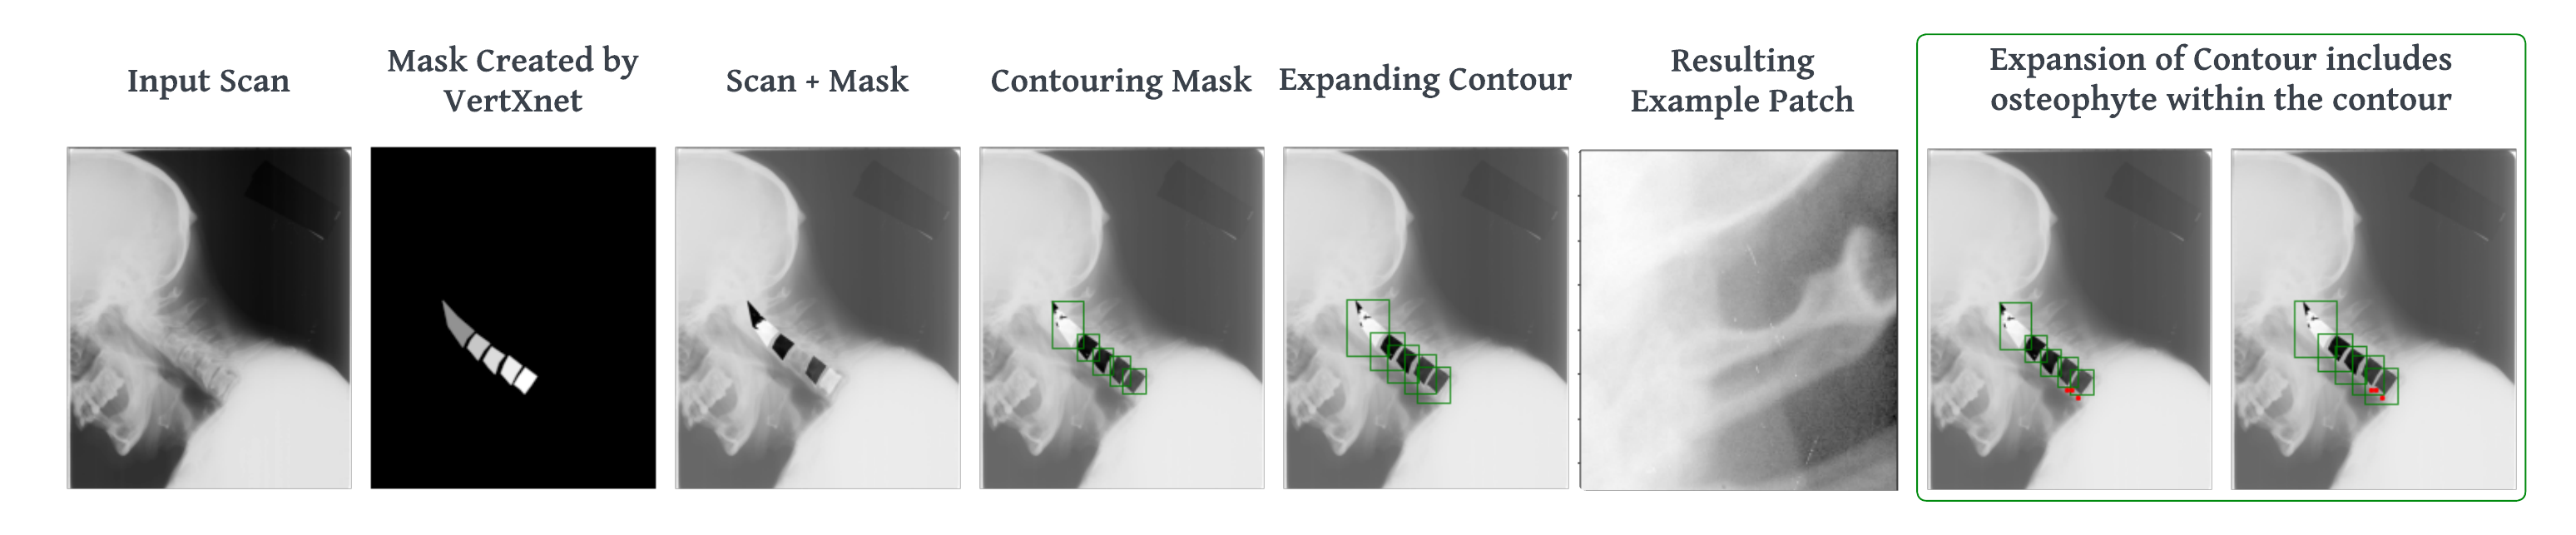 Input Scan
Mask Created by
VertXnet
Scan + Mask
Contouring Mask
Expanding Contour
Resulting
Example Patch
Expansion of Contour includes
osteophyte within the contour